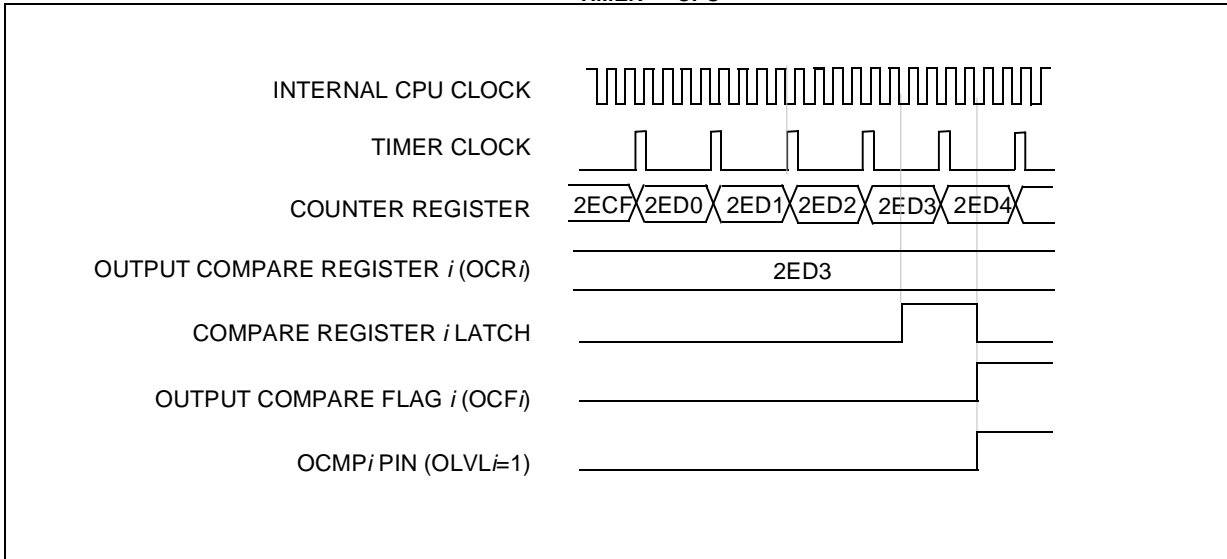 INTERNAL CPU CLOCK
TIMER CLOCK
COUNTER REGISTER 2ECF 2ED0 2ED1 2ED2 2ED3 2ED4
OUTPUT COMPARE REGISTER i (OCRi) 2ED3
COMPARE REGISTER i LATCH
OUTPUT COMPARE FLAG i (OCFi)
OCMPi PIN (OLVLi=1)